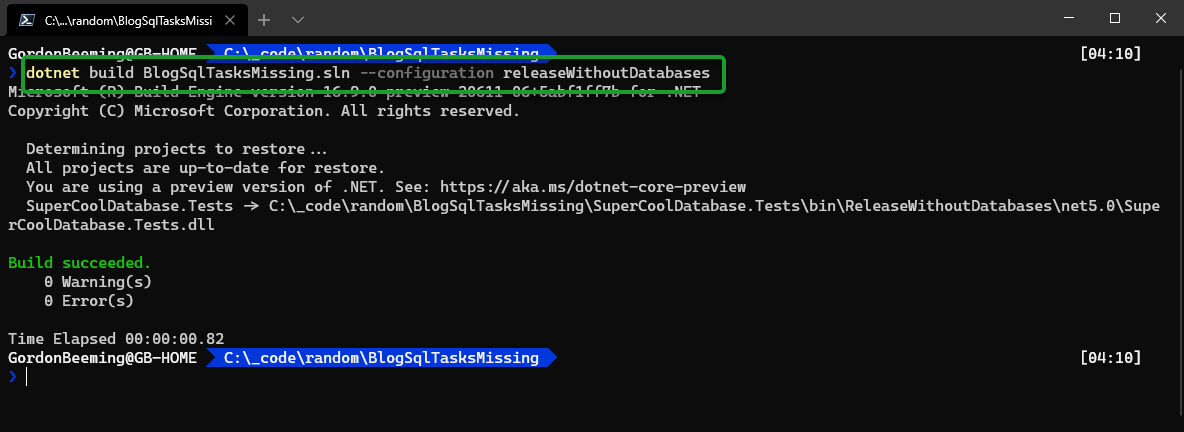 C:\...\random\BlogSqlTasksMissi
GordonBeeming@GB-HOME C:\_code\random\BlogSqlTasksMissing [04:10]
❯ dotnet build BlogSqlTasksMissing.sln --configuration releaseWithoutDatabases
Microsoft (R) Build Engine version 16.9.0-preview-20611-06+5abf1ff7b for .NET
Copyright (C) Microsoft Corporation. All rights reserved.
Determining projects to restore...
All projects are up-to-date for restore.
You are using a preview version of .NET. See: https://aka.ms/dotnet-core-preview
SuperCoolDatabase.Tests -> C:\_code\random\BlogSqlTasksMissing\SuperCoolDatabase.Tests\bin\ReleaseWithoutDatabases\net5.0\Supe
rCoolDatabase.Tests.dll
Build succeeded.
0 Warning(s)
0 Error(s)
Time Elapsed 00:00:00.82
GordonBeeming@GB-HOME C:\_code\random\BlogSqlTasksMissing [04:10]
❯